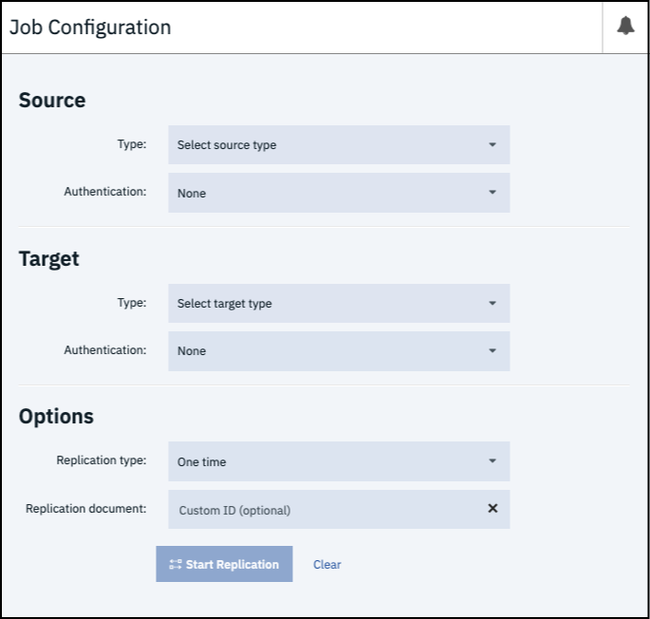 Job Configuration
Source
Type: Select source type
Authentication: None
Target
Type: Select target type
Authentication: None
Options
Replication type: One time
Replication document: Custom ID (optional)
Start Replication Clear